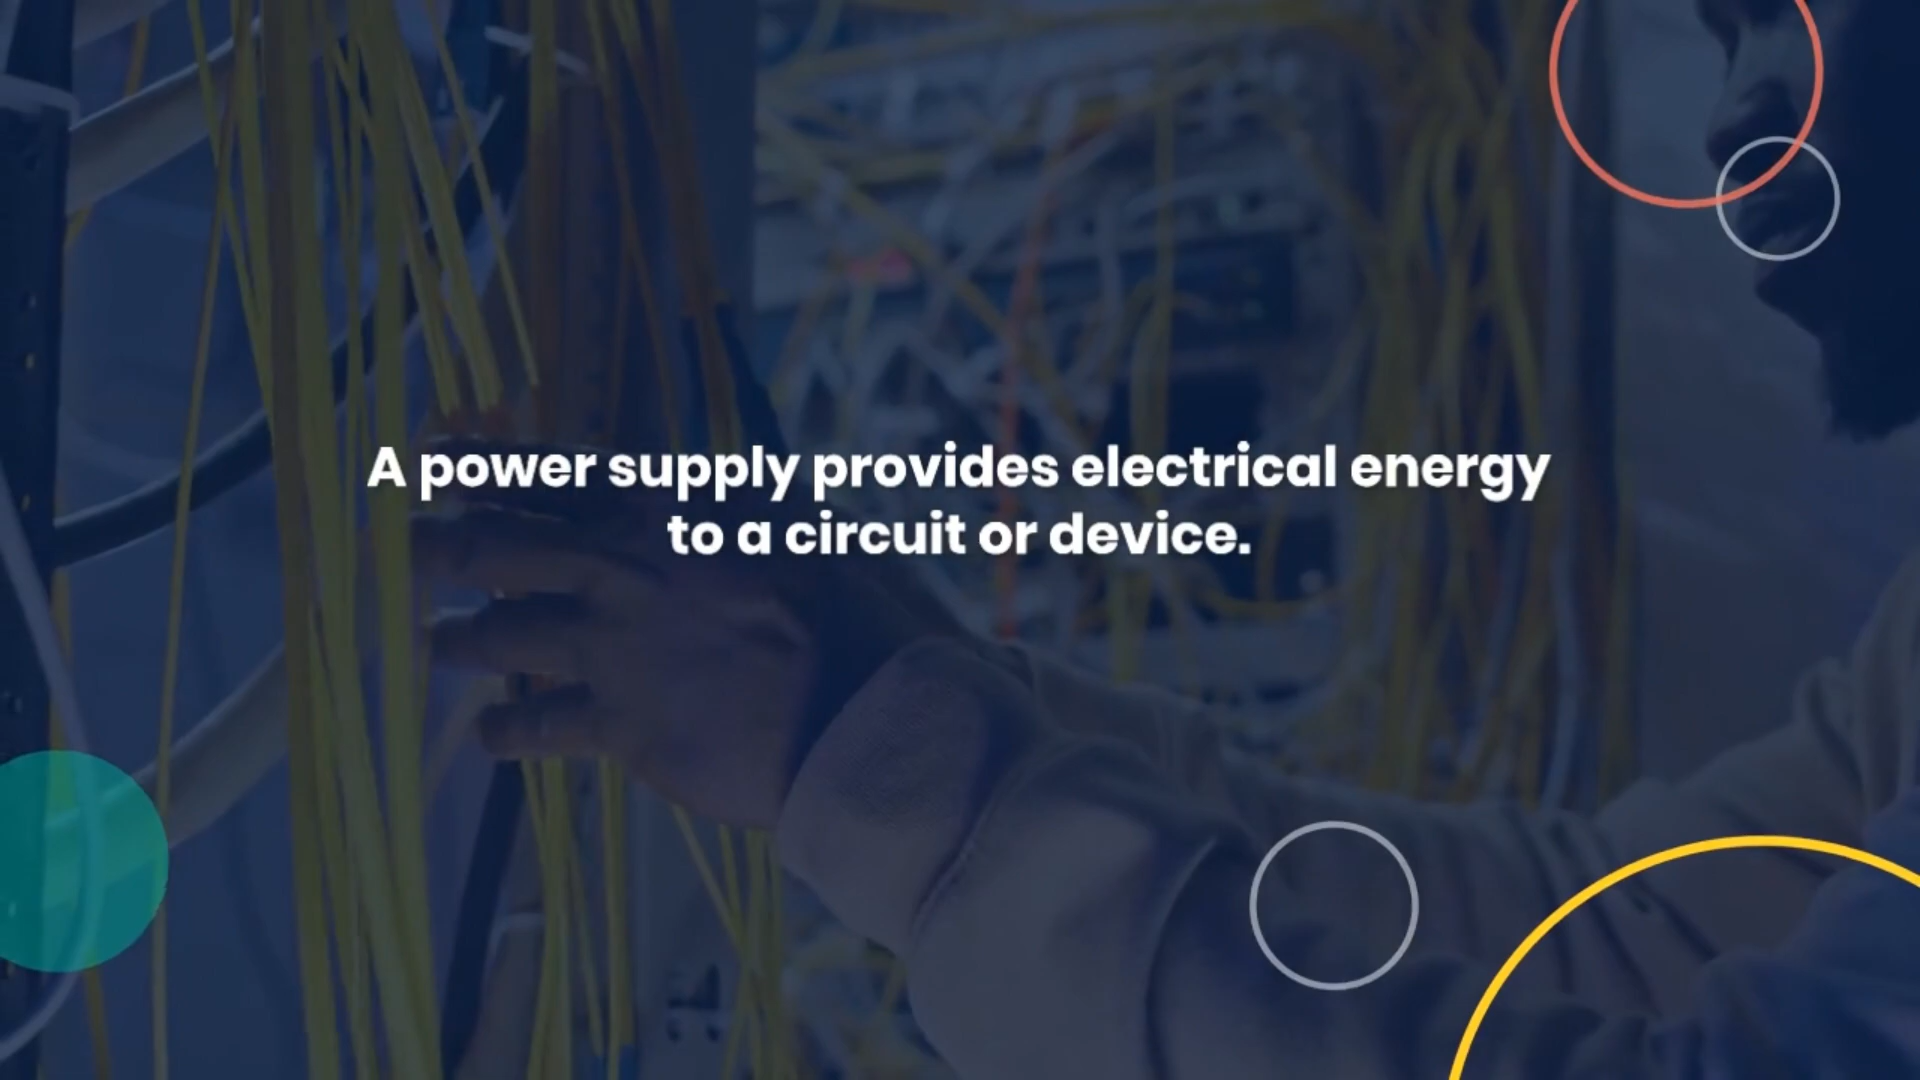 A power supply provides electrical energy
to a circuit or device.